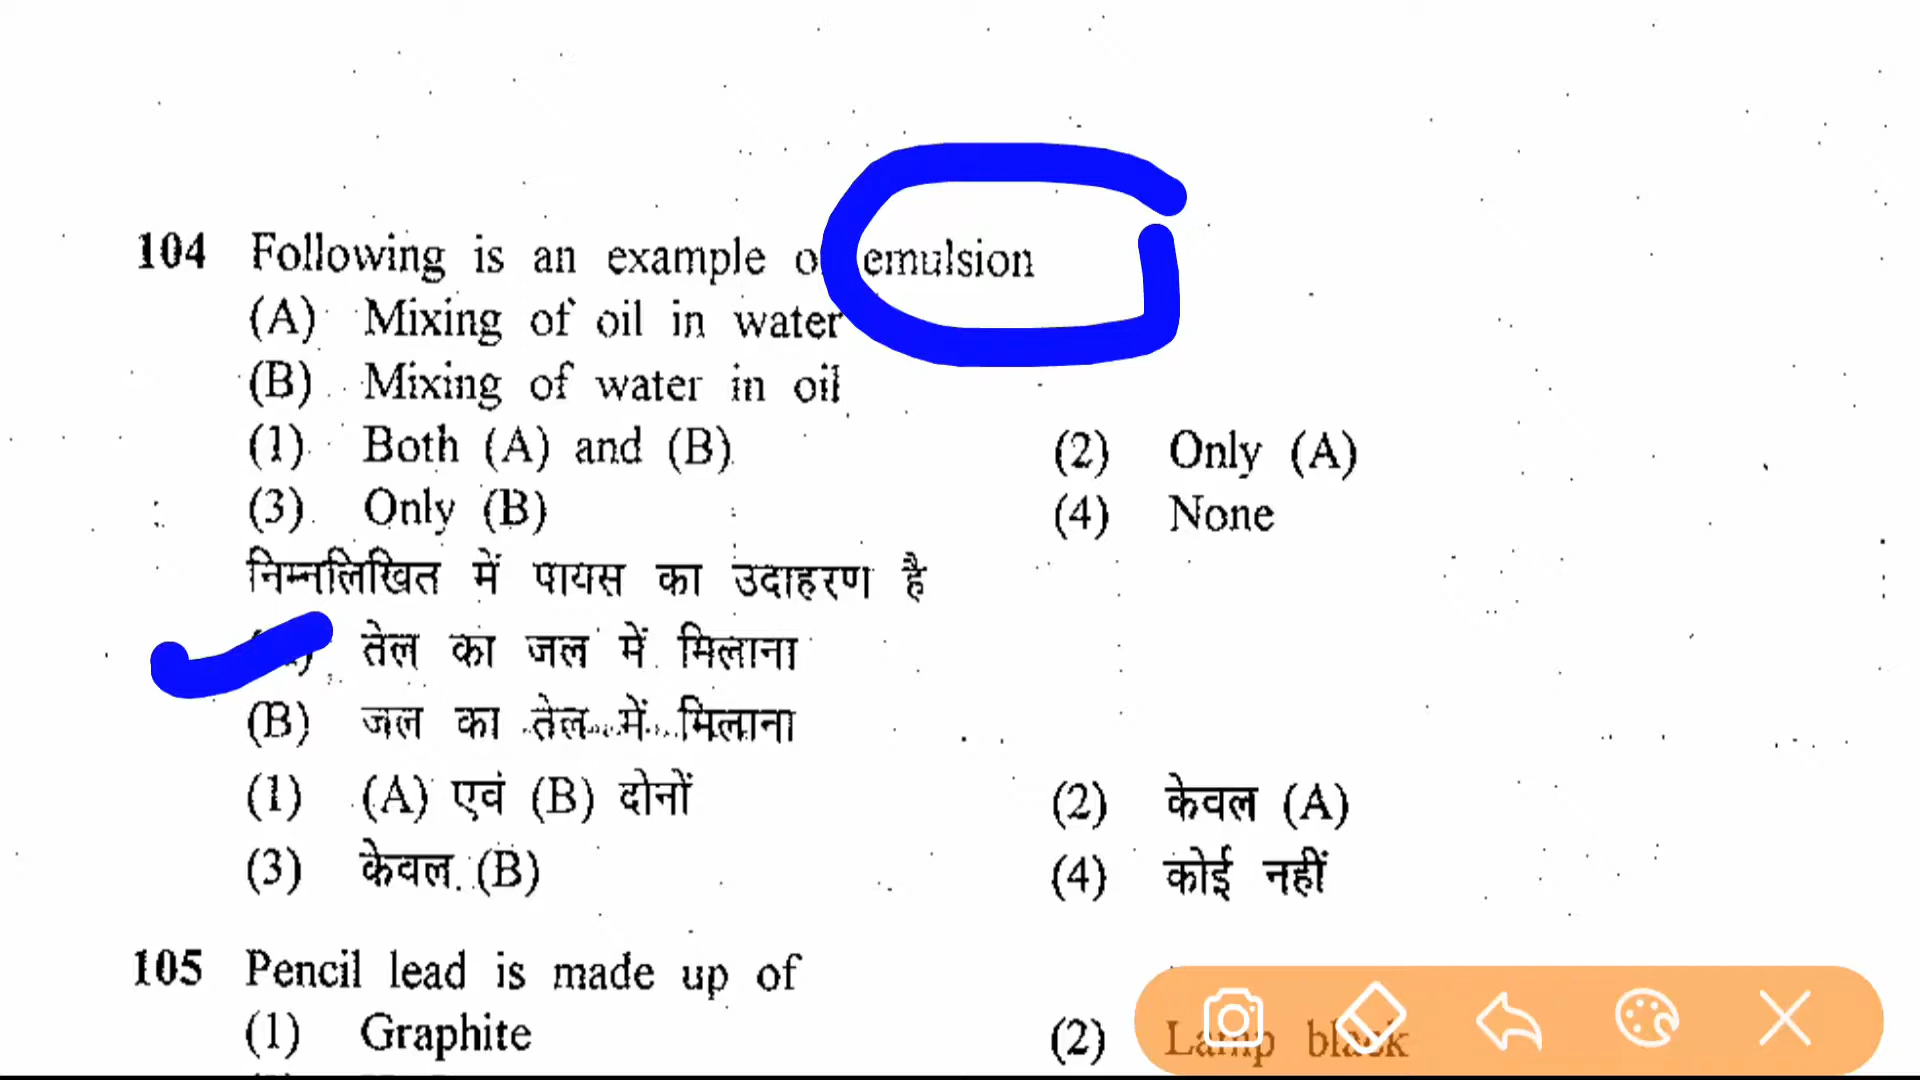 104 Following is an example o emulsion
(A) Mixing of oil in water
(B) Mixing of water in oil
(1) Both (A) and (B) (2) Only (A)
(3) Only (B) (4) None
निम्नलिखित में पायस का उदाहरण है
तेल का जल में मिलाना
(B) जल का तेल में मिलाना
(1) (A) एवं (B) दोनों (2) केवल (A)
(3) केवल (B) (4) कोई नहीं
105 Pencil lead is made up of
(1) Graphite (2) Lamp black